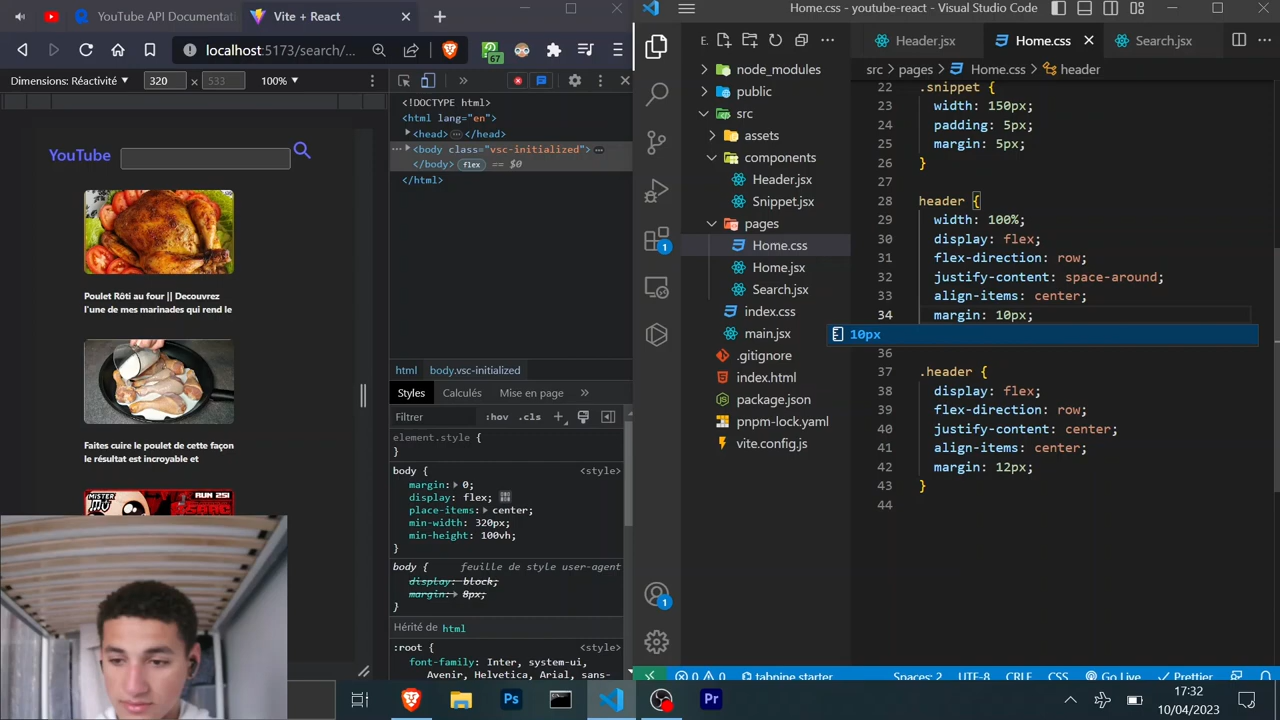 YouTube API Documentat
Vite + React
localhost:5173/search/...
67
Dimensions: Réactivité
320
×
533
100%
YouTube
Poulet Rôti au four || Decouvrez
l'une de mes marinades qui rend le
Faites cuire le poulet de cette façon
le résultat est incroyable et
MISTER
MV
RUN 251
ISAAC
<!DOCTYPE html>
<html lang="en">
<head> </head>
<body class="vsc-initialized">
</body> flex == $0
</html>
html
body.vsc-initialized
Styles
Calculés
Mise en page
Filtrer
:hov
.cls
element.style {
}
body {
<style>
margin: 0;
display: flex;
place-items: center;
min-width: 320px;
min-height: 100vh;
}
body {
feuille de style user-agent
display: block;
margin: 8px;
}
Hérité de html
:root {
<style>
font-family: Inter, system-ui,
Avenir, Helvetica, Arial, sans-
Home.css - youtube-react - Visual Studio Code
E.
Header.jsx
Home.css
Search.jsx
src
pages
Home.css
header
node_modules
public
src
assets
components
Header.jsx
Snippet.jsx
pages
Home.css
Home.jsx
Search.jsx
index.css
main.jsx
.gitignore
index.html
package.json
pnpm-lock.yaml
vite.config.js
1
1
22 .snippet {
23 width: 150px;
24 padding: 5px;
25 margin: 5px;
26 }
27
28 header {
29 width: 100%;
30 display: flex;
31 flex-direction: row;
32 justify-content: space-around;
33 align-items: center;
34 margin: 10px;
10px
36
37 .header {
38 display: flex;
39 flex-direction: row;
40 justify-content: center;
41 align-items: center;
42 margin: 12px;
43 }
44
0
0
tabnine starter
Spaces: 2
UTF-8
CRLF
CSS
Go Live
Prettier
Ps
Pr
17:32
10/04/2023